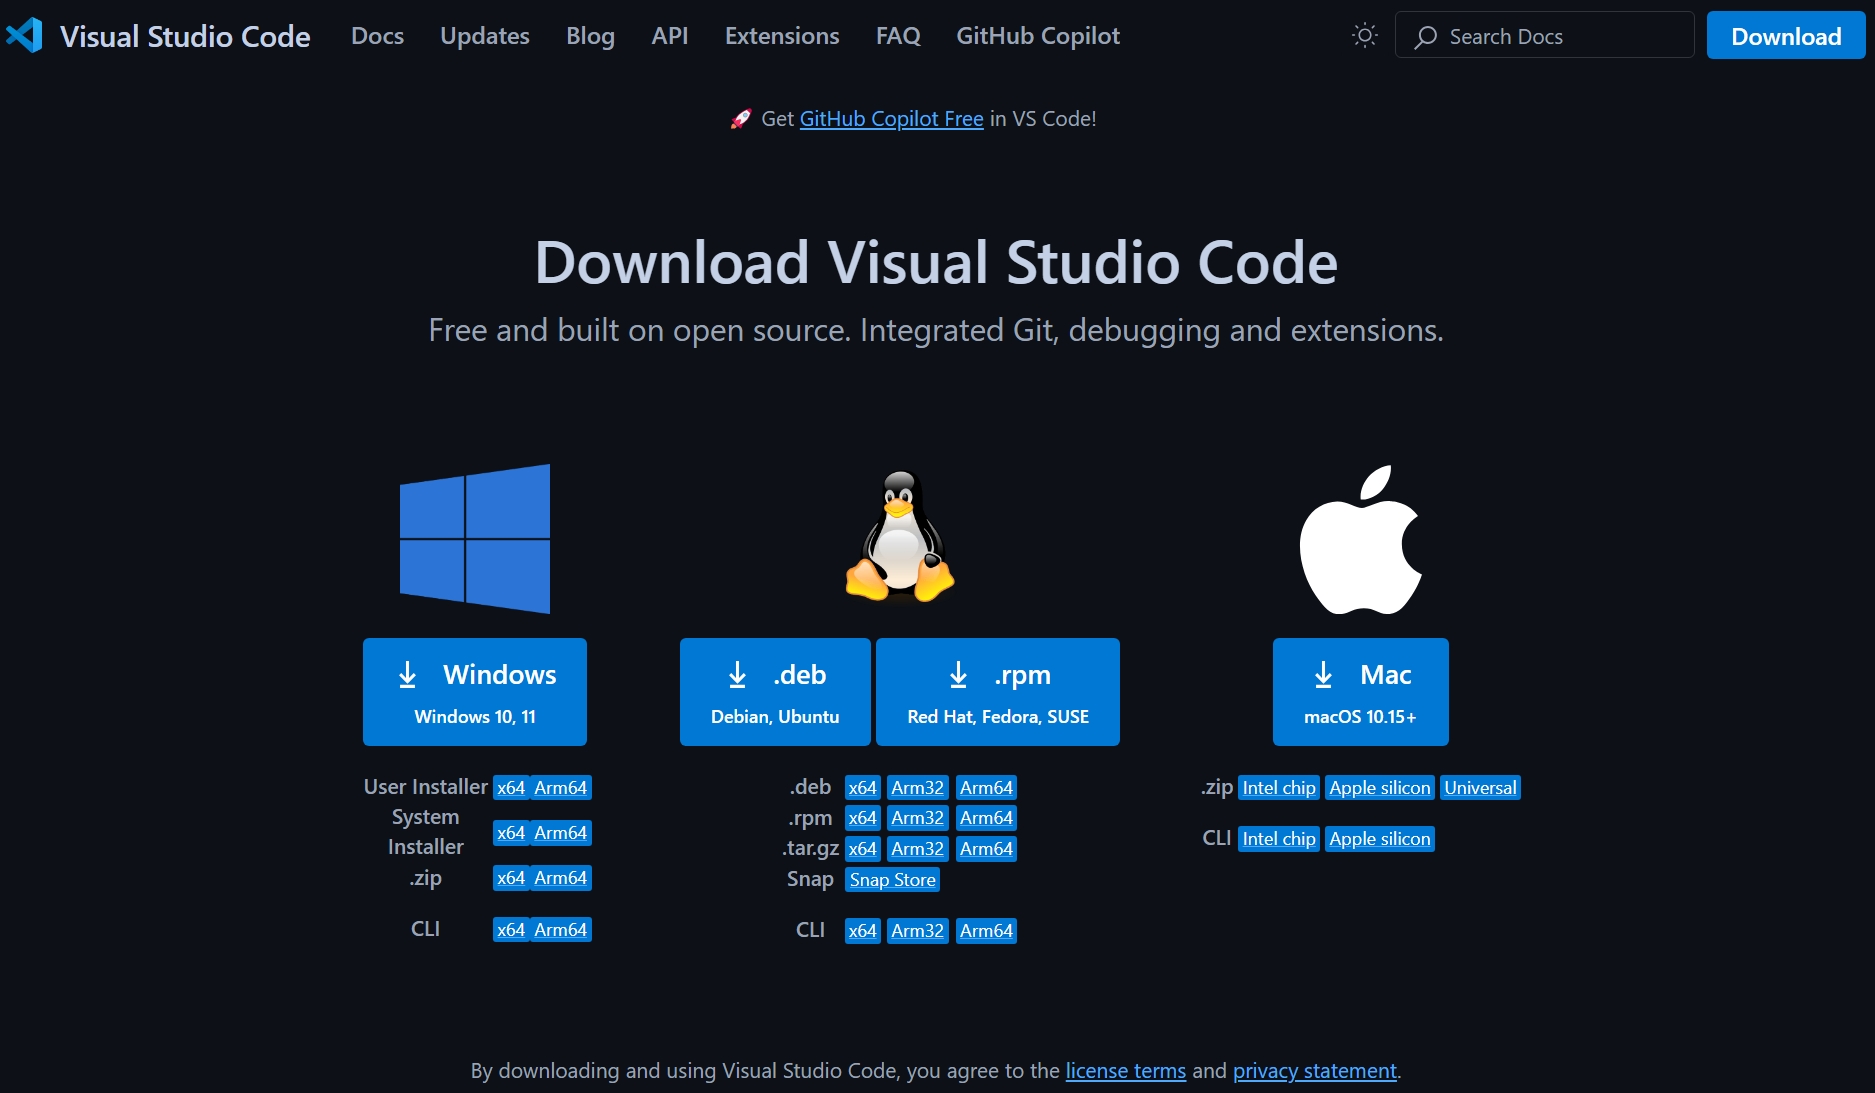 Visual Studio Code Docs Updates Blog API Extensions FAQ GitHub Copilot Search Docs Download
🚀 Get GitHub Copilot Free in VS Code!
Download Visual Studio Code
Free and built on open source. Integrated Git, debugging and extensions.
Windows
Windows 10, 11
User Installer x64 Arm64
System Installer x64 Arm64
.zip x64 Arm64
CLI x64 Arm64
.deb
Debian, Ubuntu
.rpm
Red Hat, Fedora, SUSE
.deb x64 Arm32 Arm64
.rpm x64 Arm32 Arm64
.tar.gz x64 Arm32 Arm64
Snap Snap Store
CLI x64 Arm32 Arm64
Mac
macOS 10.15+
.zip Intel chip Apple silicon Universal
CLI Intel chip Apple silicon
By downloading and using Visual Studio Code, you agree to the license terms and privacy statement.